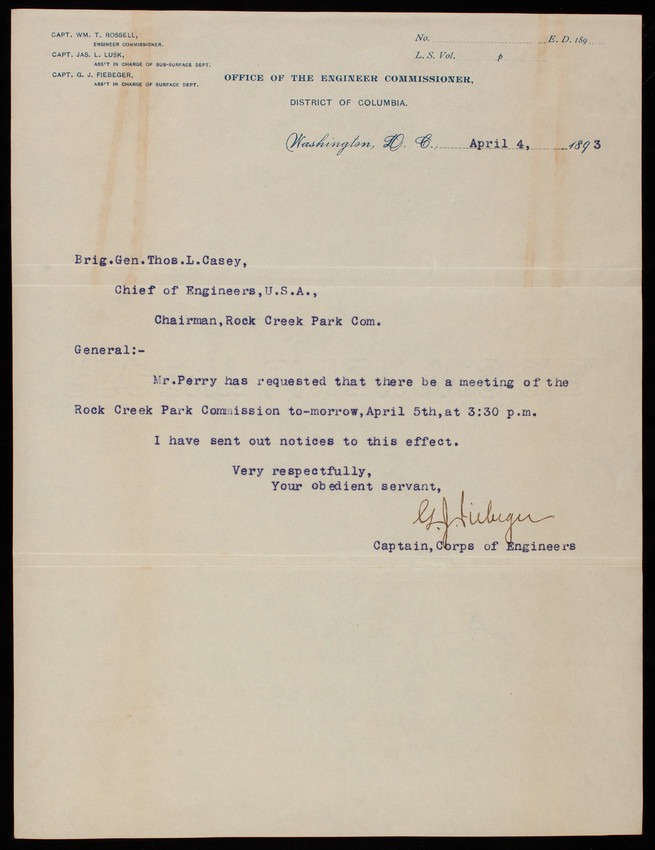 CAPT. WM. T. ROSSELL,
ENGINEER COMMISSIONER.
CAPT. JAS. L. LUSK,
ASS'T IN CHARGE OF SUB-SURFACE DEPT.
CAPT. G. J. FIEBEGER,
ASS'T IN CHARGE OF SURFACE DEPT.
No. E. D. 189
L. S. Vol. p
OFFICE OF THE ENGINEER COMMISSIONER,
DISTRICT OF COLUMBIA.
Washington, D. C., April 4, 1893
Brig.Gen.Thos.L.Casey,
Chief of Engineers,U.S.A.,
Chairman,Rock Creek Park Com.
General:-
Mr.Perry has requested that there be a meeting of the
Rock Creek Park Commission to-morrow,April 5th,at 3:30 p.m.
I have sent out notices to this effect.
Very respectfully,
Your obedient servant,
G. J. Fiebeger
Captain,Corps of Engineers